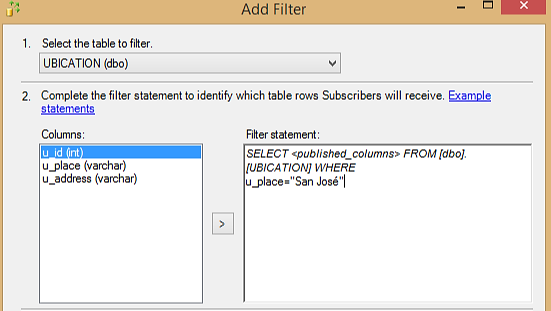 Add Filter
1. Select the table to filter.
UBICATION (dbo)
2. Complete the filter statement to identify which table rows Subscribers will receive. Example
statements
Columns:
u_id (int)
u_place (varchar)
u_address (varchar)
>
Filter statement:
SELECT <published_columns> FROM [dbo].
[UBICATION] WHERE
u_place="San José"